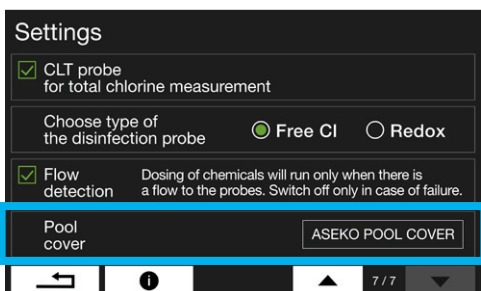 Settings
CLT probe
for total chlorine measurement
Choose type of
the disinfection probe
Free Cl
Redox
Flow
detection
Dosing of chemicals will run only when there is
a flow to the probes. Switch off only in case of failure.
Pool
cover
ASEKO POOL COVER
i
7/7